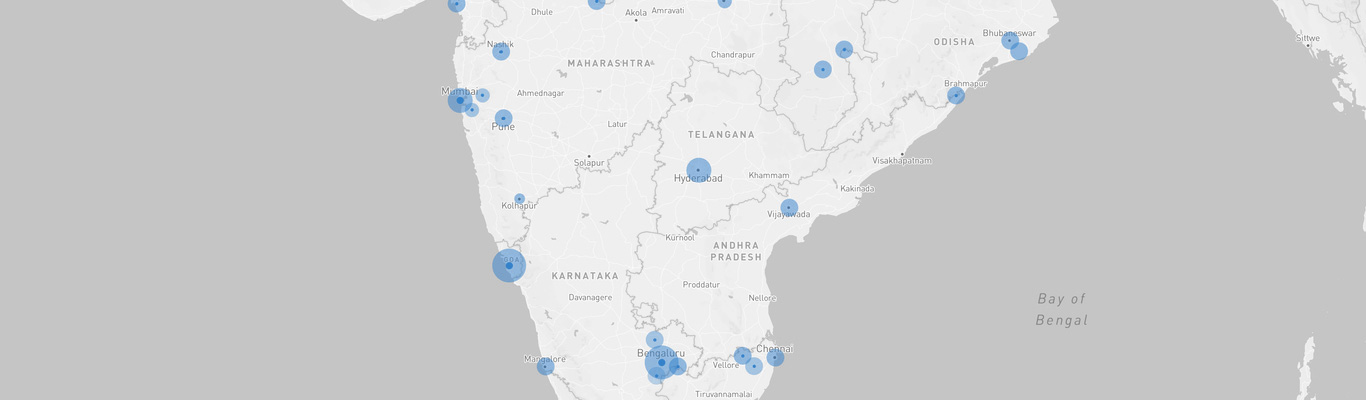 Dhule
Akola
Amravati
Bhubaneswar
Sittwe
ODISHA
Nashik
Chandrapur
MAHARASHTRA
Brahmapur
Mumbai
Ahmednagar
Pune
Latur
TELANGANA
Solapur
Visakhapatnam
Hyderabad
Khammam
Kakinada
Kolhapur
Vijayawada
Kurnool
ANDHRA
PRADESH
GOA
KARNATAKA
Proddatur
Davanagere
Nellore
Bay of
Bengal
Bengaluru
Chennai
Mangalore
Vellore
Tiruvannamalai